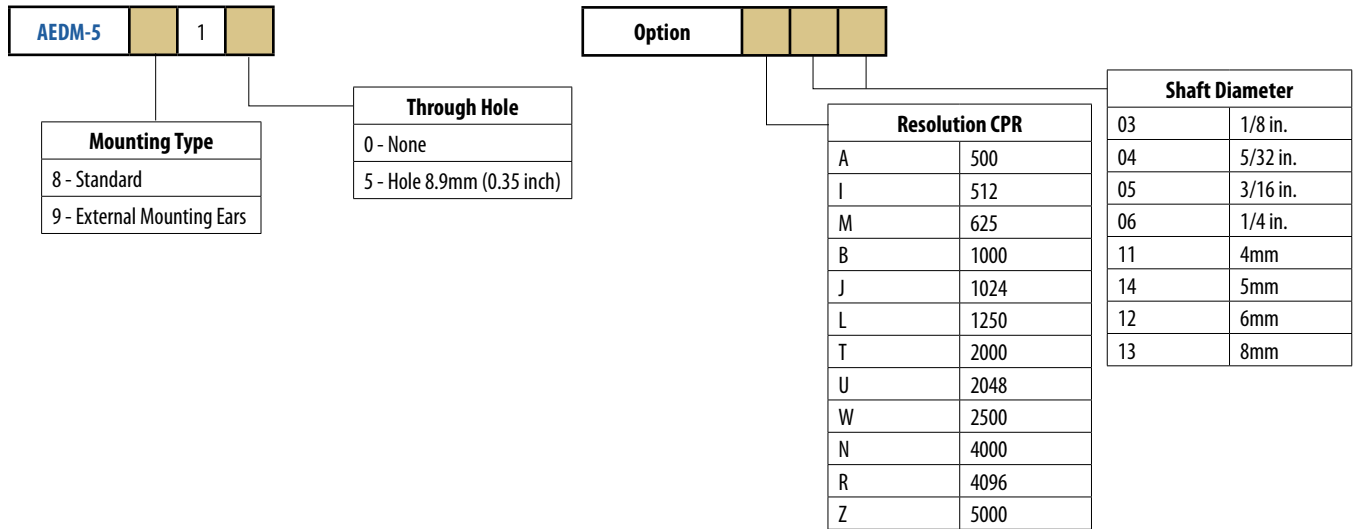 AEDM-5 1
Option
Mounting Type
8 - Standard
9 - External Mounting Ears
Through Hole
0 - None
5 - Hole 8.9mm (0.35 inch)
Resolution CPR
A 500
I 512
M 625
B 1000
J 1024
L 1250
T 2000
U 2048
W 2500
N 4000
R 4096
Z 5000
Shaft Diameter
03 1/8 in.
04 5/32 in.
05 3/16 in.
06 1/4 in.
11 4mm
14 5mm
12 6mm
13 8mm